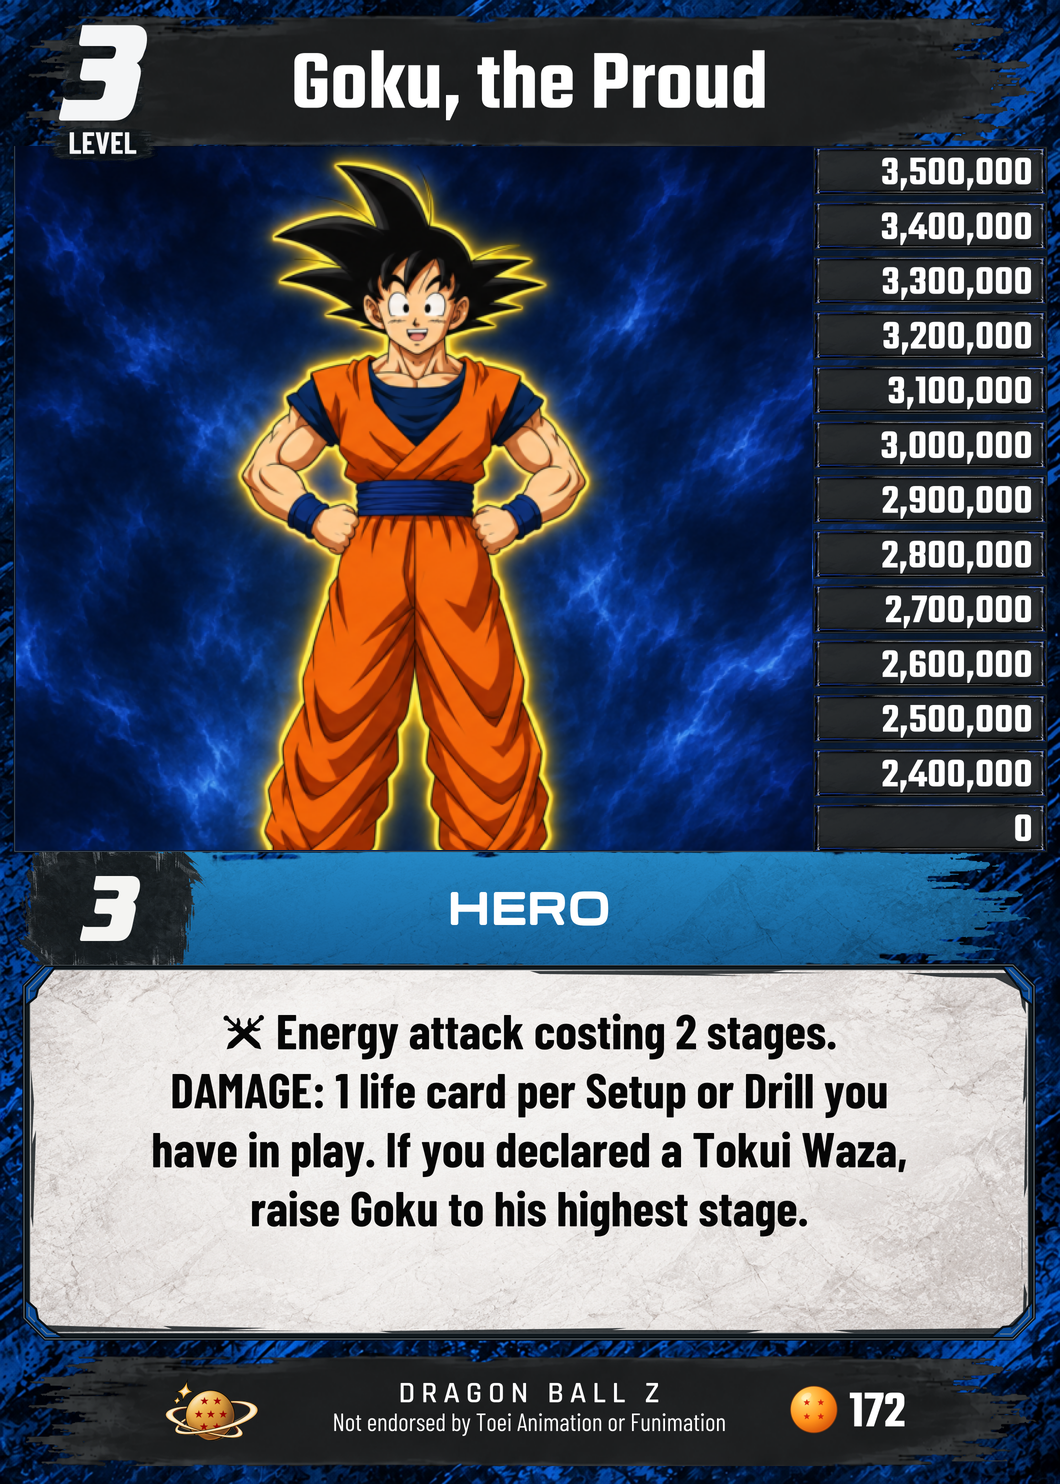 3
LEVEL
Goku, the Proud
3,500,000
3,400,000
3,300,000
3,200,000
3,100,000
3,000,000
2,900,000
2,800,000
2,700,000
2,600,000
2,500,000
2,400,000
0
3
HERO
Energy attack costing 2 stages.
DAMAGE: 1 life card per Setup or Drill you
have in play. If you declared a Tokui Waza,
raise Goku to his highest stage.
DRAGON BALL Z
Not endorsed by Toei Animation or Funimation
172